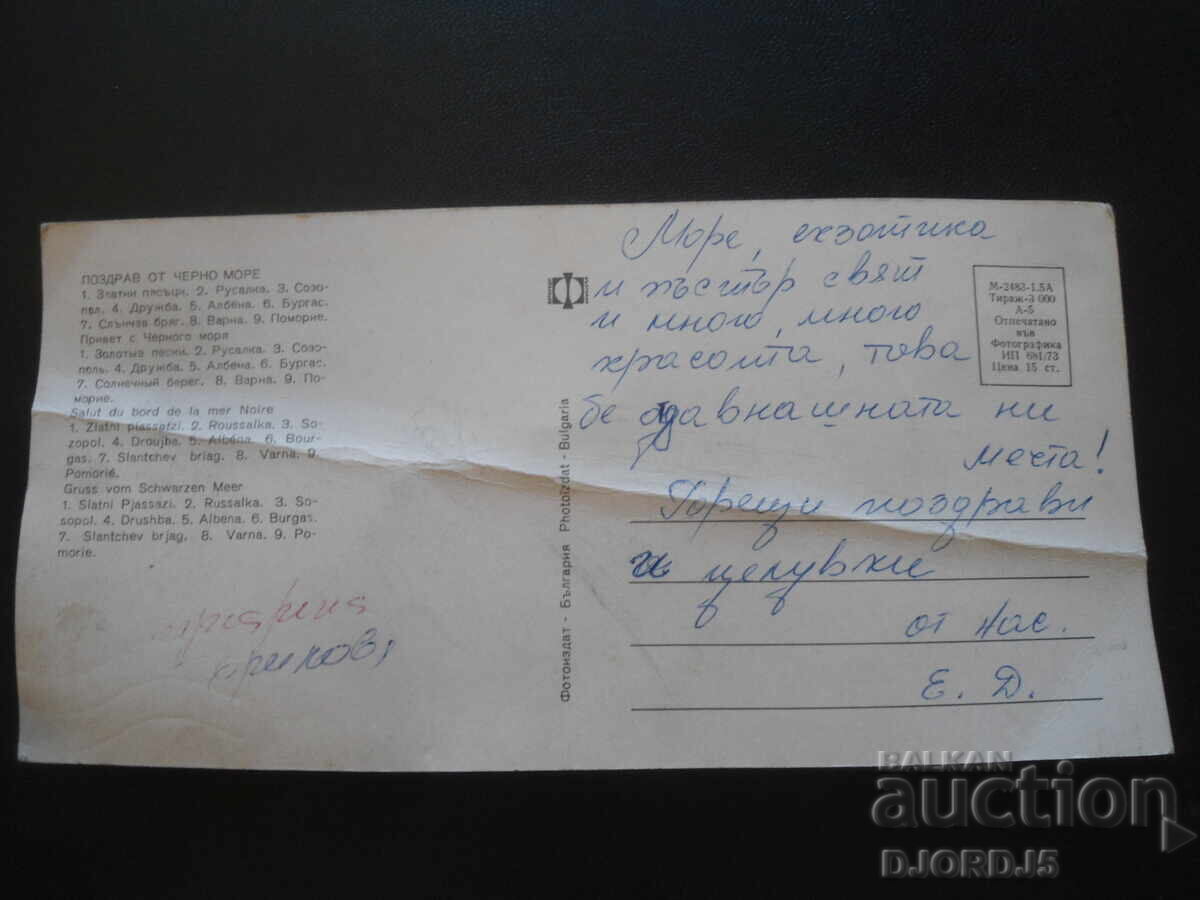 ПОЗДРАВ ОТ ЧЕРНО МОРЕ
1. Златни пясъци. 2. Русалка. 3. Созо-
пол. 4. Дружба. 5. Албена. 6. Бургас.
7. Слънчев бряг. 8. Варна. 9. Поморие.
Привет с Черного моря
1. Золотые пески. 2. Русалка. 3. Созо-
поль. 4. Дружба. 5. Албена. 6. Бургас.
7. Солнечный берег. 8. Варна. 9. По-
морие.
Salut du bord de la mer Noire
1. Zlatni piassatzi. 2. Roussalka. 3. So-
zopol. 4. Droujba. 5. Albéna. 6. Bour-
gas. 7. Slantchev briag. 8. Varna. 9.
Pomorié.
Gruss vom Schwarzen Meer
1. Slatni Pjassazi. 2. Russalka. 3. So-
sopol. 4. Drushba. 5. Albena. 6. Burgas.
7. Slantchev brjag. 8. Varna. 9. Po-
morie.
Фотоиздат - България Photoizdat - Bulgaria
Море, екзотика
и пъстър свят
и много, много
красота, това
бе одавнашната ни
мечта!
Горещи поздрави
и целувки
от нас.
Е. Д.
М-2483-1.5А
Тираж-3 000
А-5
Отпечатано
във
Фотографика
ИП 681/73
Цена 15 ст.
BALKAN
auction
DJORDJ5